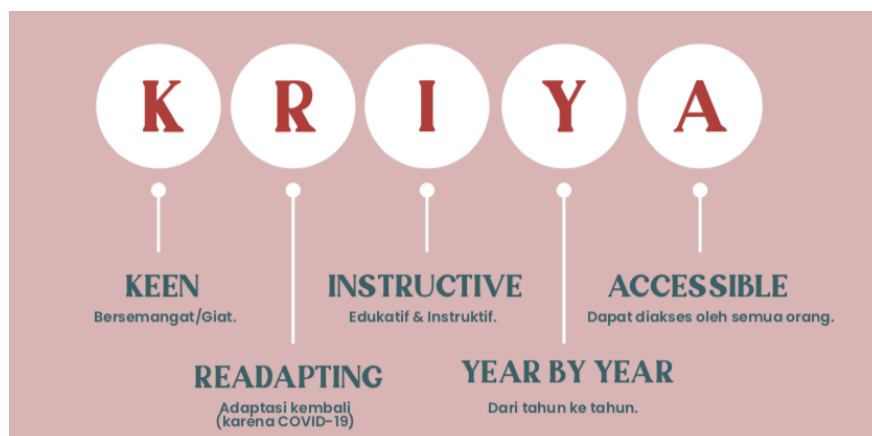 K R I Y A
KEEN
Bersemangat/Giat.
READAPTING
Adaptasi kembali
(karena COVID-19)
INSTRUCTIVE
Edukatif & Instruktif.
YEAR BY YEAR
Dari tahun ke tahun.
ACCESSIBLE
Dapat diakses oleh semua orang.